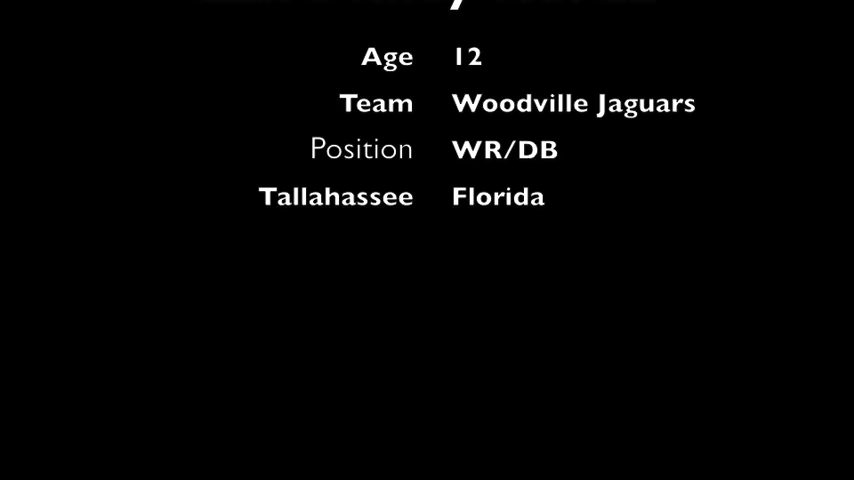 Age 12
Team Woodville Jaguars
Position WR/DB
Tallahassee Florida